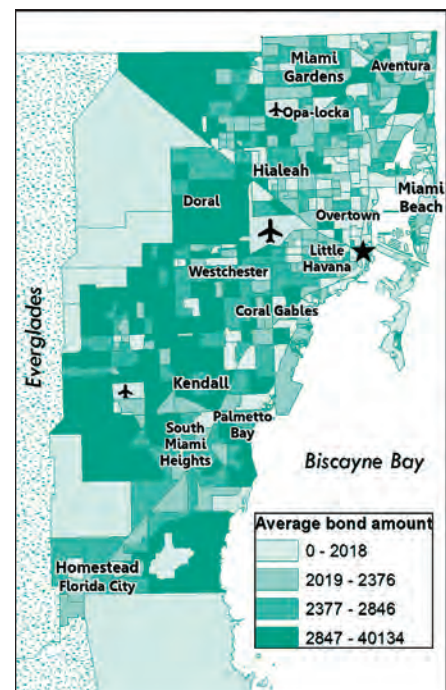 Miami
Gardens
Aventura
Opa-locka
Hialeah
Doral
Miami
Beach
Overtown
Little
Havana
Westchester
Coral Gables
Everglades
Kendall
Palmetto
Bay
South
Miami
Heights
Biscayne Bay
Homestead
Florida City
Average bond amount
0 - 2018
2019 - 2376
2377 - 2846
2847 - 40134